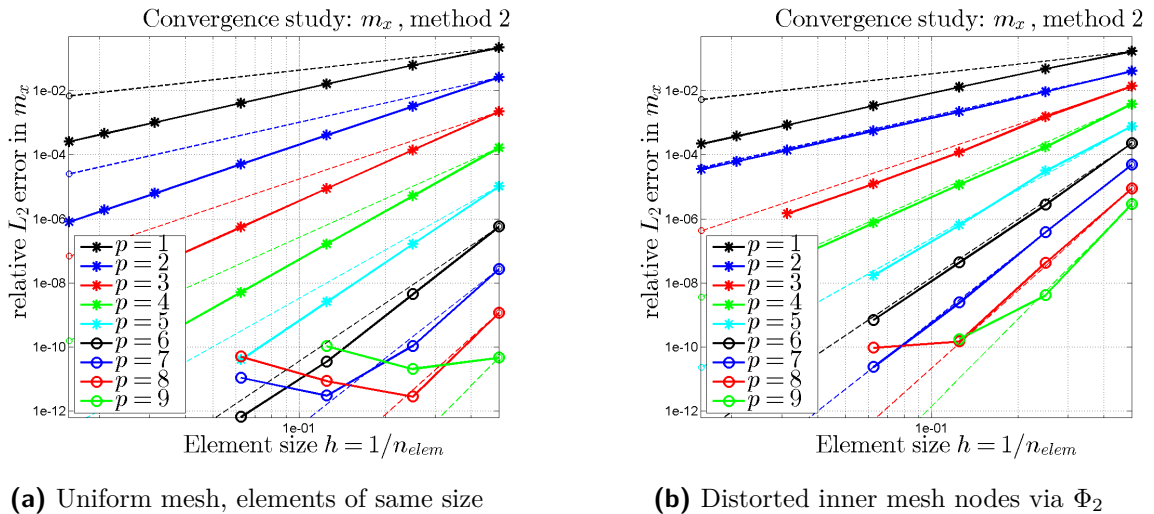 Convergence study: m_x , method 2
relative L_2 error in m_x
1e-02
1e-04
1e-06
1e-08
1e-10
1e-12
p = 1
p = 2
p = 3
p = 4
p = 5
p = 6
p = 7
p = 8
p = 9
1e-01
Element size h = 1/n_{elem}
(a) Uniform mesh, elements of same size
Convergence study: m_x , method 2
relative L_2 error in m_x
1e-02
1e-04
1e-06
1e-08
1e-10
1e-12
p = 1
p = 2
p = 3
p = 4
p = 5
p = 6
p = 7
p = 8
p = 9
1e-01
Element size h = 1/n_{elem}
(b) Distorted inner mesh nodes via Φ_2